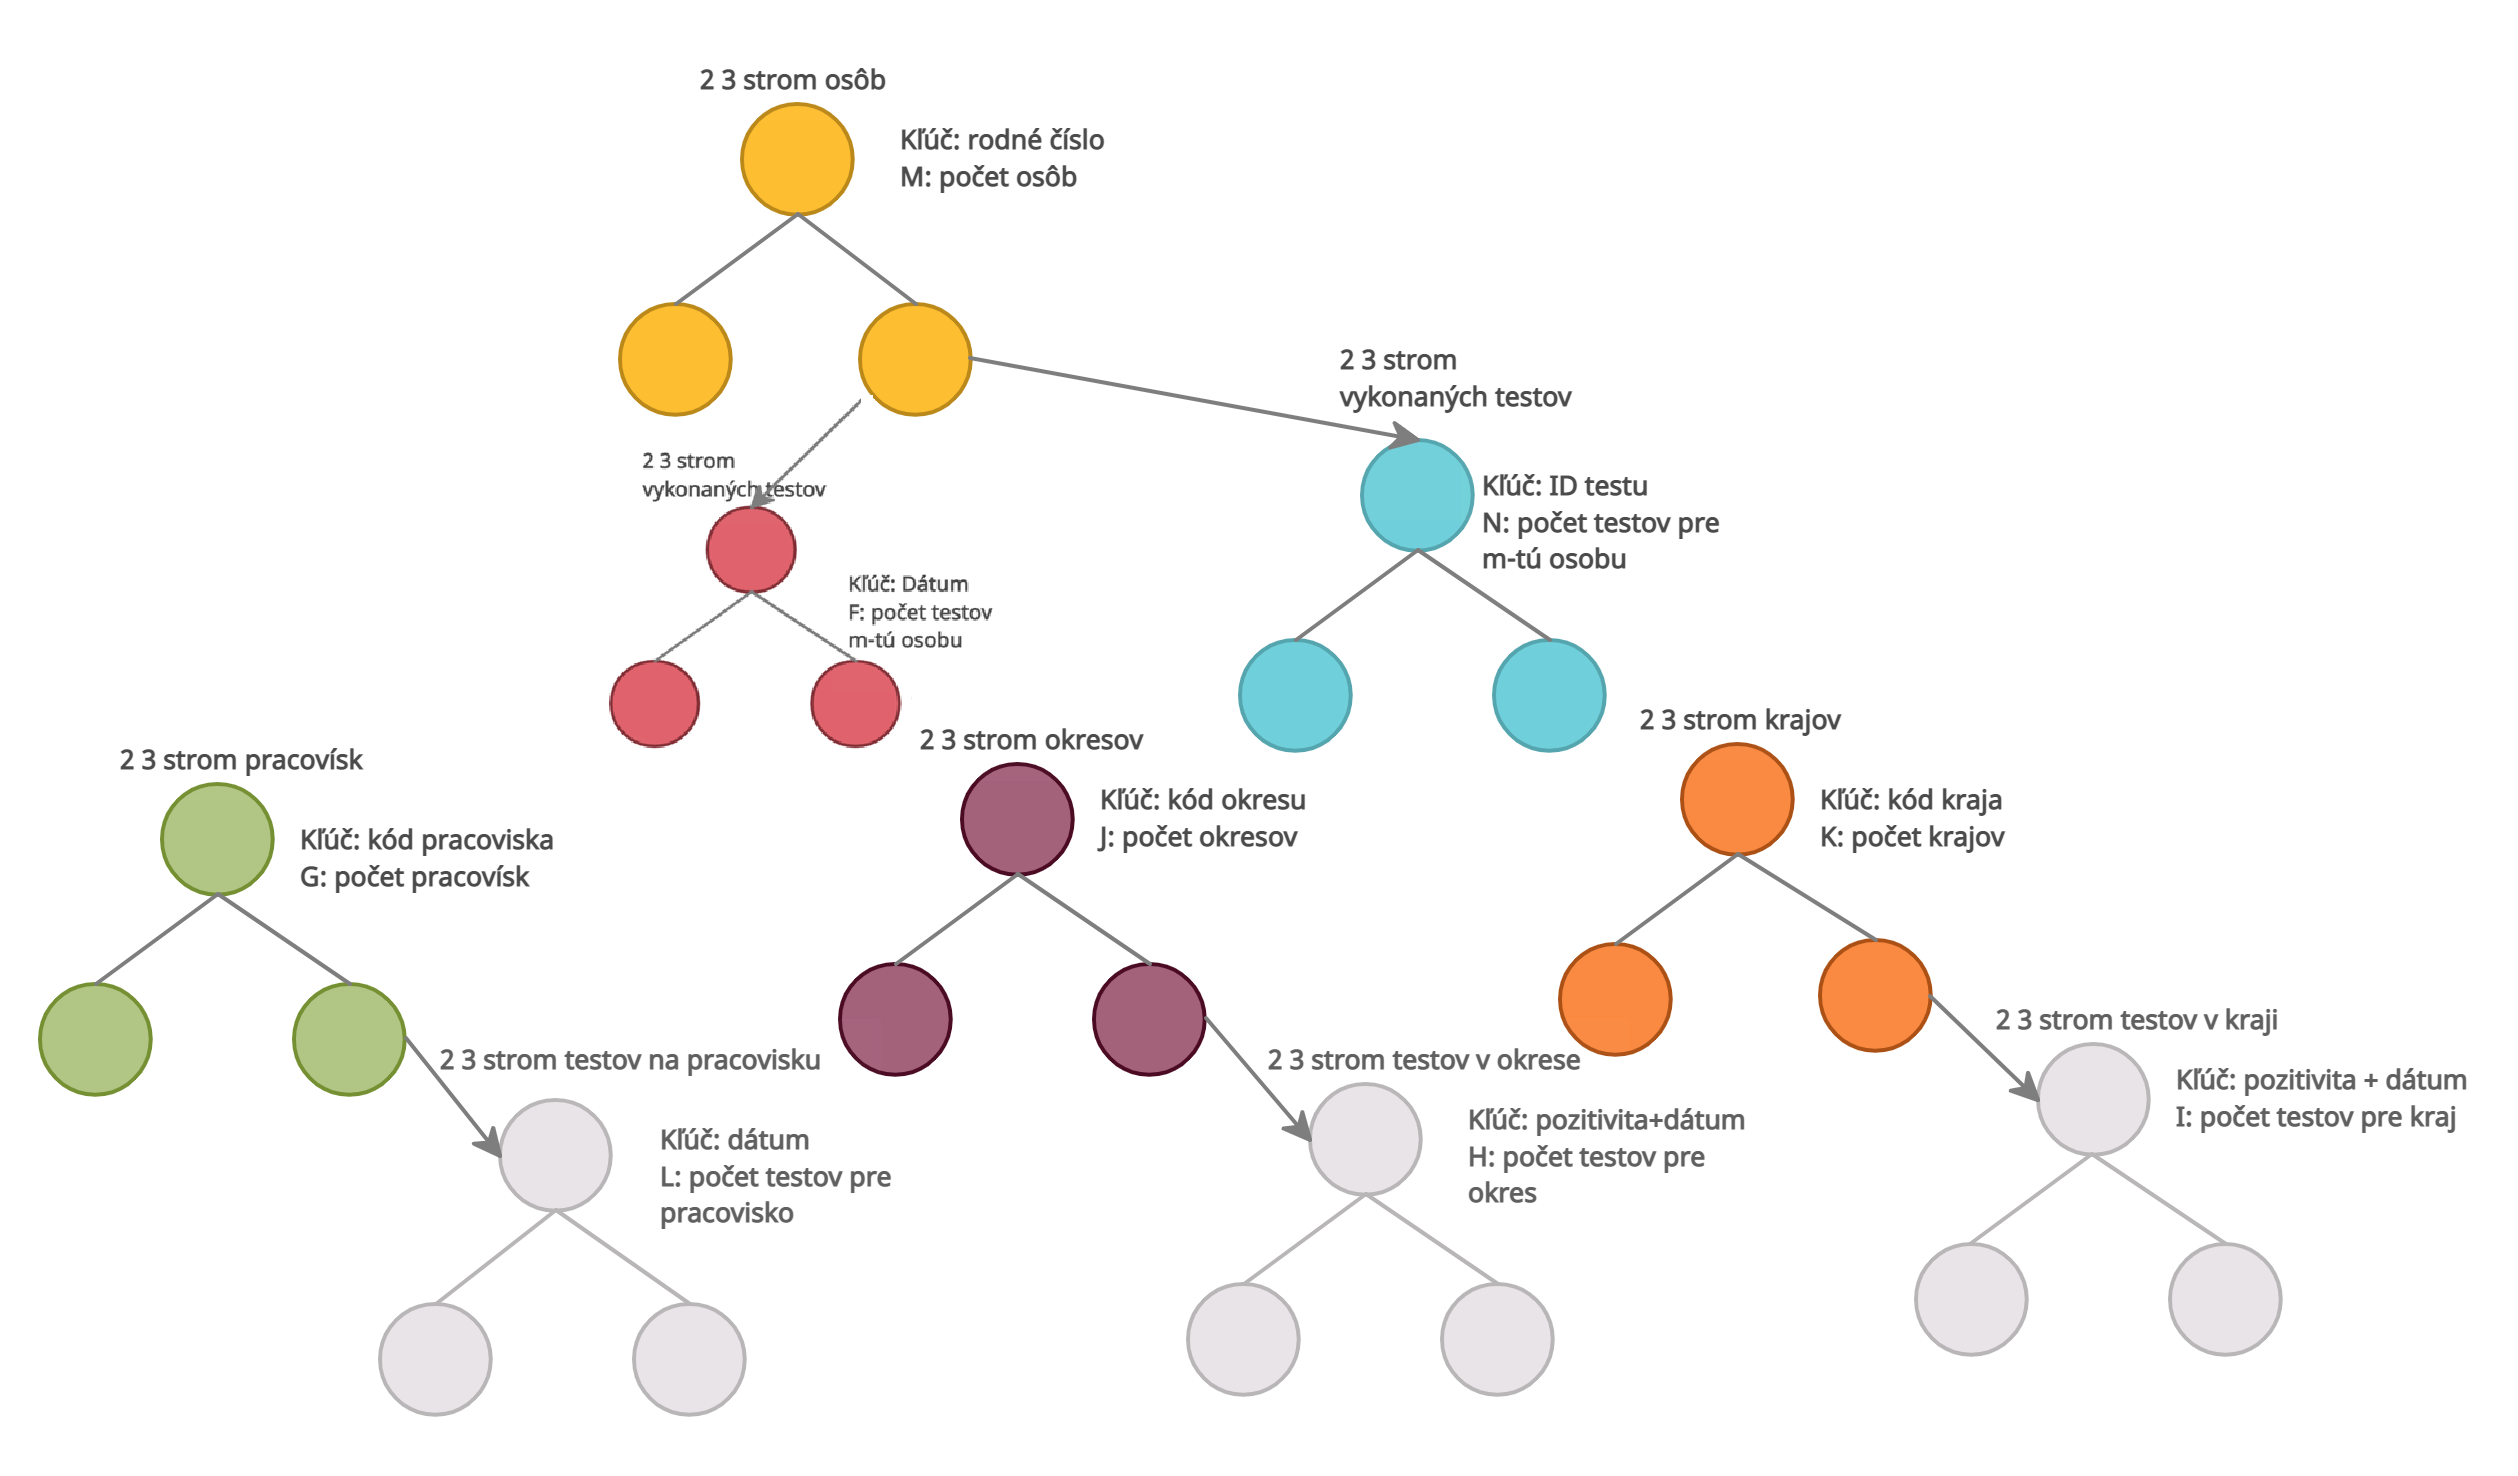 2 3 strom osôb
Kľúč: rodné číslo
M: počet osôb
2 3 strom
vykonaných testov
Kľúč: ID testu
N: počet testov pre
m-tú osobu
2 3 strom
vykonaných testov
Kľúč: Dátum
F: počet testov
m-tú osobu
2 3 strom pracovísk
Kľúč: kód pracoviska
G: počet pracovísk
2 3 strom testov na pracovisku
Kľúč: dátum
L: počet testov pre
pracovisko
2 3 strom okresov
Kľúč: kód okresu
J: počet okresov
2 3 strom testov v okrese
Kľúč: pozitivita+dátum
H: počet testov pre
okres
2 3 strom krajov
Kľúč: kód kraja
K: počet krajov
2 3 strom testov v kraji
Kľúč: pozitivita + dátum
I: počet testov pre kraj